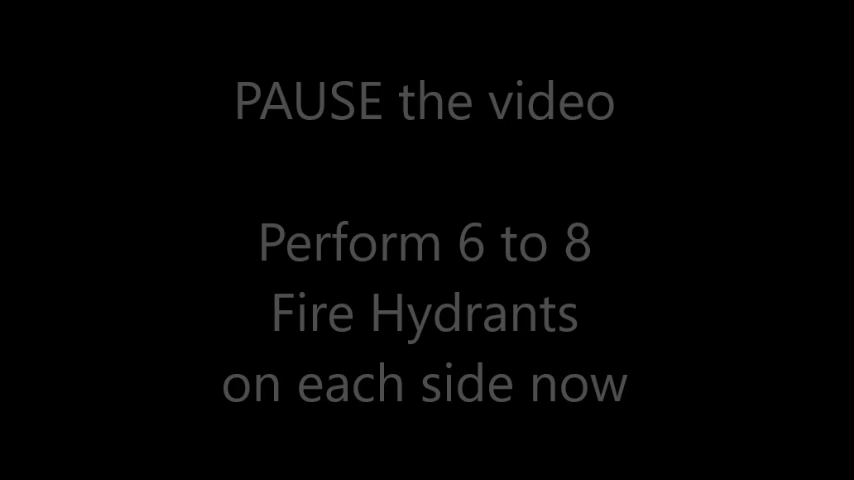 PAUSE the video
Perform 6 to 8
Fire Hydrants
on each side now